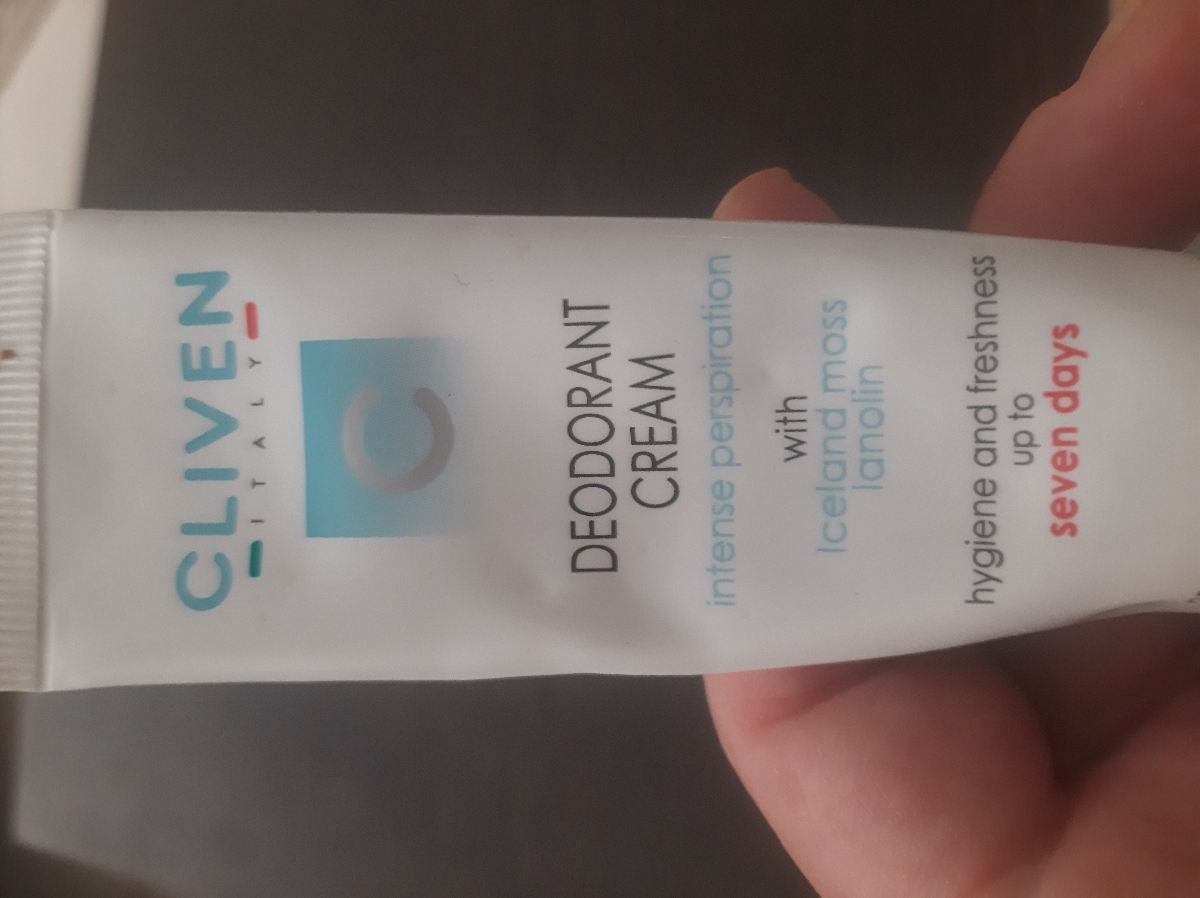 CLIVEN
ITALY
C
DEODORANT
CREAM
intense perspiration
with
Iceland moss
lanolin
hygiene and freshness
up to
seven days